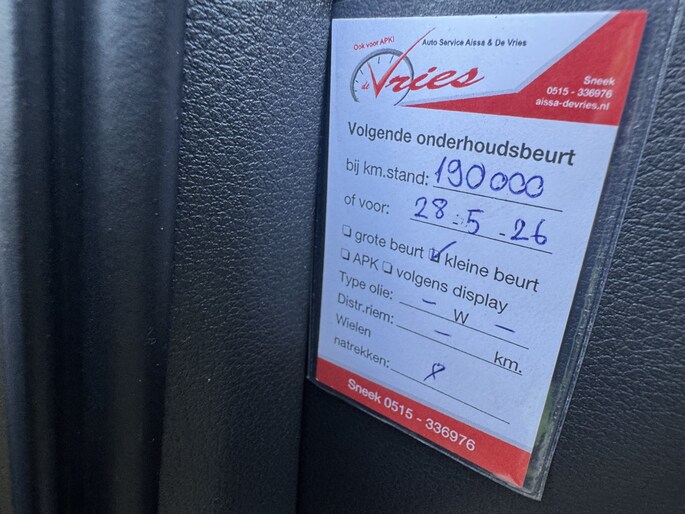 Ook voor APK!
Auto Service Aissa & De Vries
de Vries
Sneek
0515 - 336976
aissa-devries.nl
Volgende onderhoudsbeurt
bij km.stand: 190000
of voor: 28-5-26
❑ grote beurt ☑ kleine beurt
❑ APK ❑ volgens display
Type olie: - W -
Distr.riem: - km.
Wielen
natrekken:
Sneek 0515 - 336976